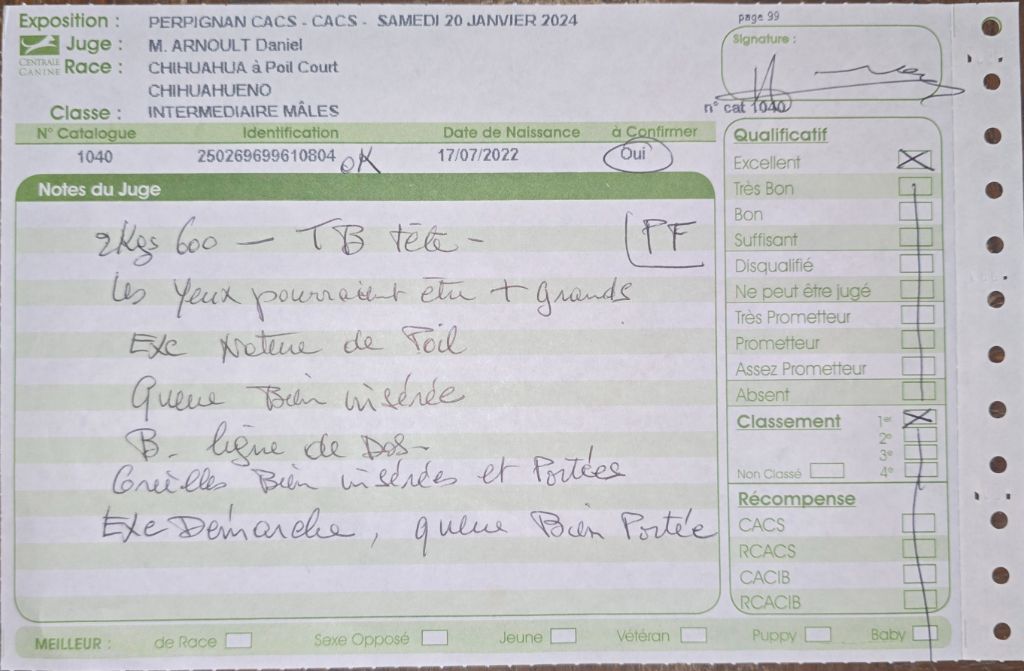 Exposition : PERPIGNAN CACS - CACS - SAMEDI 20 JANVIER 2024
page 99
Juge : M. ARNOULT Daniel
Signature :
CENTRALE CANINE
Race : CHIHUAHUA à Poil Court
CHIHUAHUENO
n° cat 1040
Classe : INTERMEDIAIRE MÂLES
N° Catalogue Identification Date de Naissance à Confirmer
1040 250269699610804 OK 17/07/2022 Oui
Notes du Juge
2Kgs 600 — TB tête -
PF
Les Yeux pourraient être + grands
Exc texture de Poil
Queue Bien insérée
B. ligne de Dos -
Oreilles Bien insérées et Portées
Exc Démarche, queue Bien Portée
Qualificatif
Excellent
Très Bon
Bon
Suffisant
Disqualifié
Ne peut être jugé
Très Prometteur
Prometteur
Assez Prometteur
Absent
Classement 1er
2e
3e
Non Classé 4e
Récompense
CACS
RCACS
CACIB
RCACIB
MEILLEUR : de Race Sexe Opposé Jeune Vétéran Puppy Baby